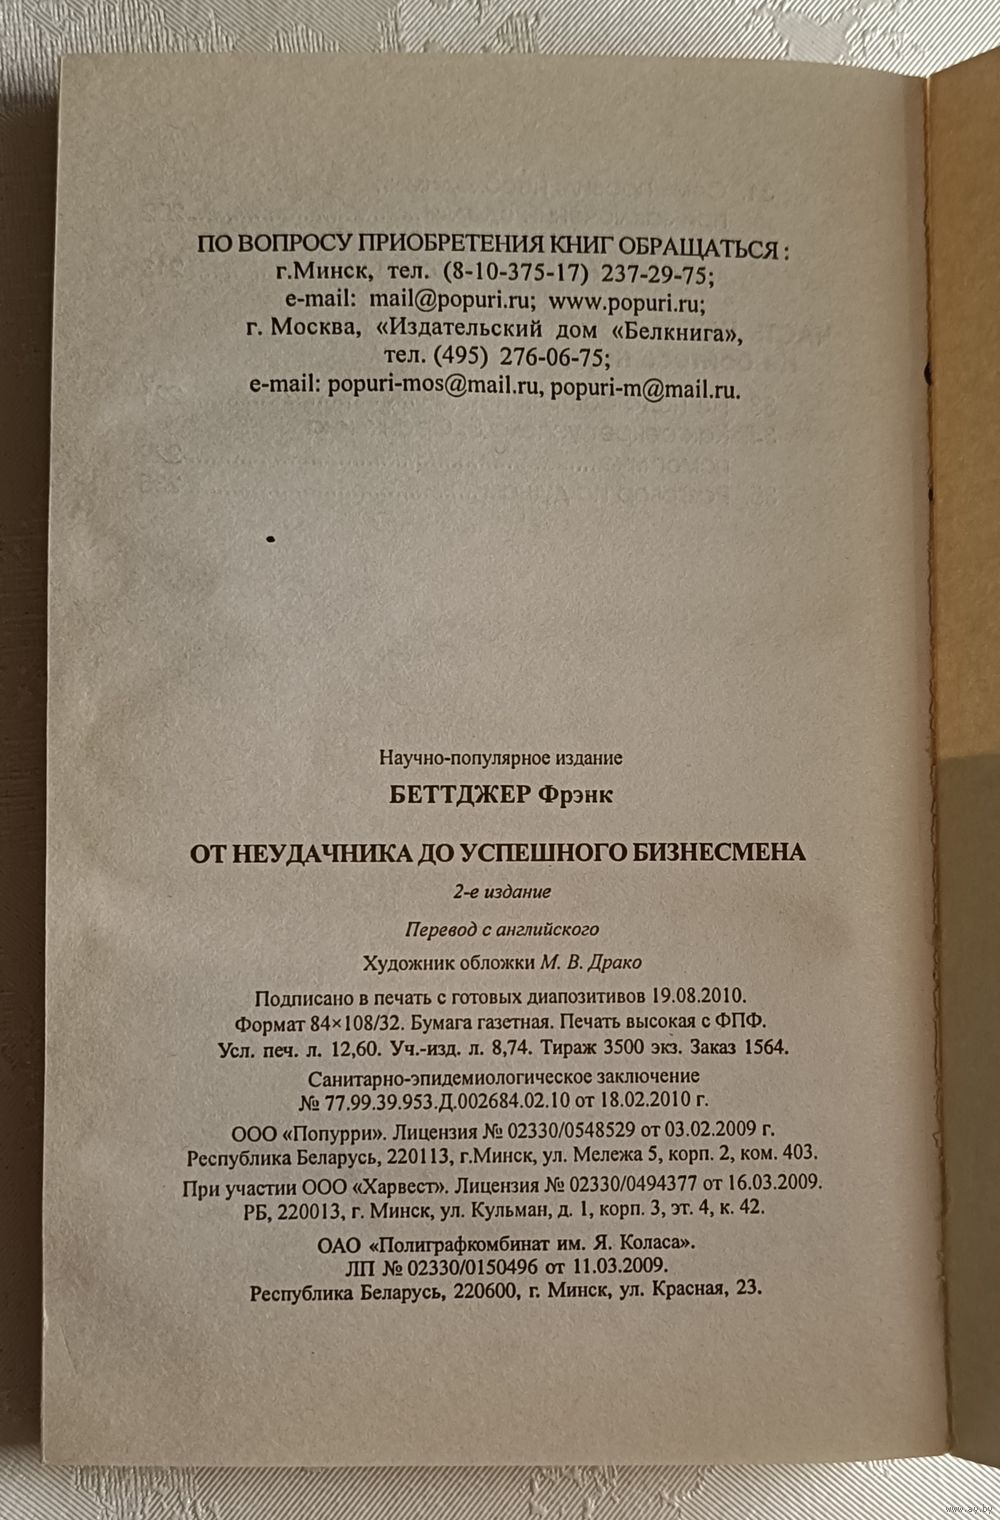 ПО ВОПРОСУ ПРИОБРЕТЕНИЯ КНИГ ОБРАЩАТЬСЯ :
г.Минск, тел. (8-10-375-17) 237-29-75;
e-mail: mail@popuri.ru; www.popuri.ru;
г. Москва, «Издательский дом «Белкнига»,
тел. (495) 276-06-75;
e-mail: popuri-mos@mail.ru, popuri-m@mail.ru.
Научно-популярное издание
БЕТТДЖЕР Фрэнк
ОТ НЕУДАЧНИКА ДО УСПЕШНОГО БИЗНЕСМЕНА
2-е издание
Перевод с английского
Художник обложки М. В. Драко
Подписано в печать с готовых диапозитивов 19.08.2010.
Формат 84×108/32. Бумага газетная. Печать высокая с ФПФ.
Усл. печ. л. 12,60. Уч.-изд. л. 8,74. Тираж 3500 экз. Заказ 1564.
Санитарно-эпидемиологическое заключение
№ 77.99.39.953.Д.002684.02.10 от 18.02.2010 г.
ООО «Попурри». Лицензия № 02330/0548529 от 03.02.2009 г.
Республика Беларусь, 220113, г.Минск, ул. Мележа 5, корп. 2, ком. 403.
При участии ООО «Харвест». Лицензия № 02330/0494377 от 16.03.2009.
РБ, 220013, г. Минск, ул. Кульман, д. 1, корп. 3, эт. 4, к. 42.
ОАО «Полиграфкомбинат им. Я. Коласа».
ЛП № 02330/0150496 от 11.03.2009.
Республика Беларусь, 220600, г. Минск, ул. Красная, 23.
www.ay.by